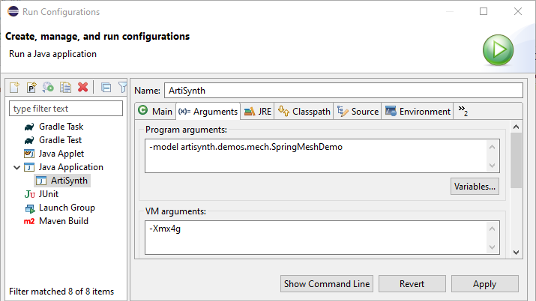 Run Configurations
Create, manage, and run configurations
Run a Java application
type filter text
Gradle Task
Gradle Test
Java Applet
Java Application
ArtiSynth
JUnit
Launch Group
Maven Build
Filter matched 8 of 8 items
Name: ArtiSynth
Main (x)= Arguments JRE Classpath Source Environment »2
Program arguments:
-model artisynth.demos.mech.SpringMeshDemo
Variables...
VM arguments:
-Xmx4g
Show Command Line Revert Apply